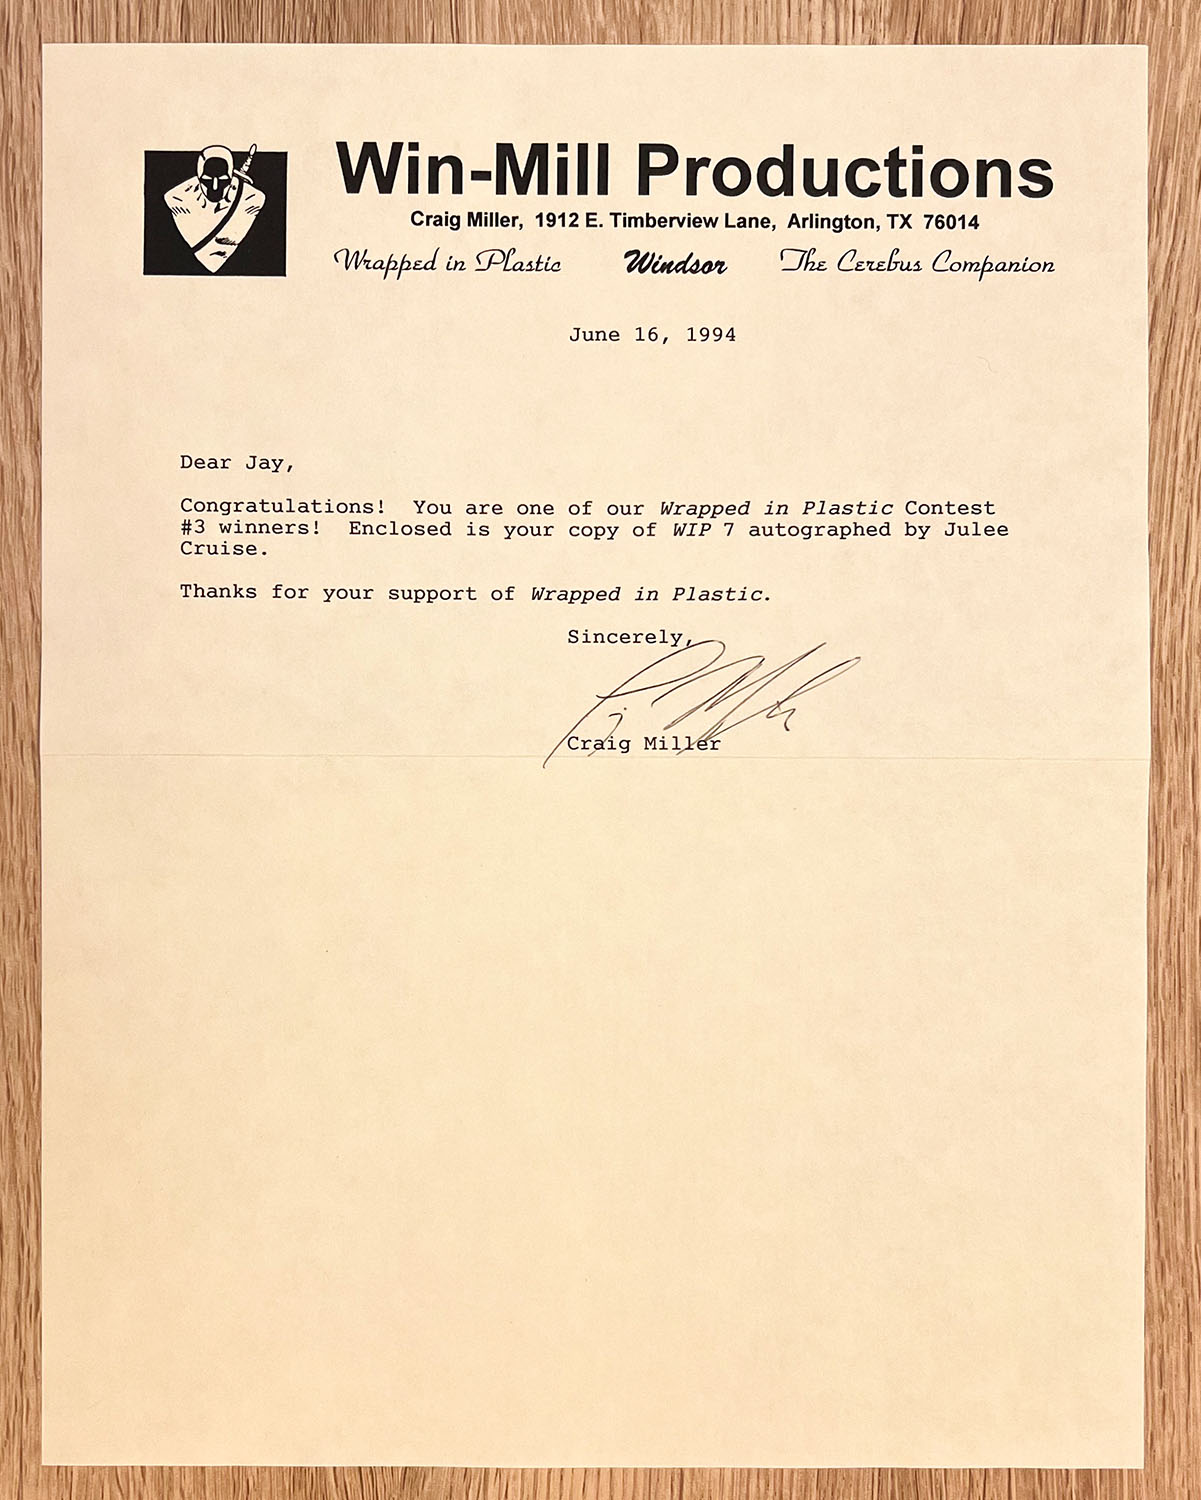 Win-Mill Productions
Craig Miller, 1912 E. Timberview Lane, Arlington, TX 76014
Wrapped in Plastic Windsor The Cerebus Companion
June 16, 1994
Dear Jay,
Congratulations! You are one of our Wrapped in Plastic Contest
#3 winners! Enclosed is your copy of WIP 7 autographed by Julee
Cruise.
Thanks for your support of Wrapped in Plastic.
Sincerely,
Craig Miller